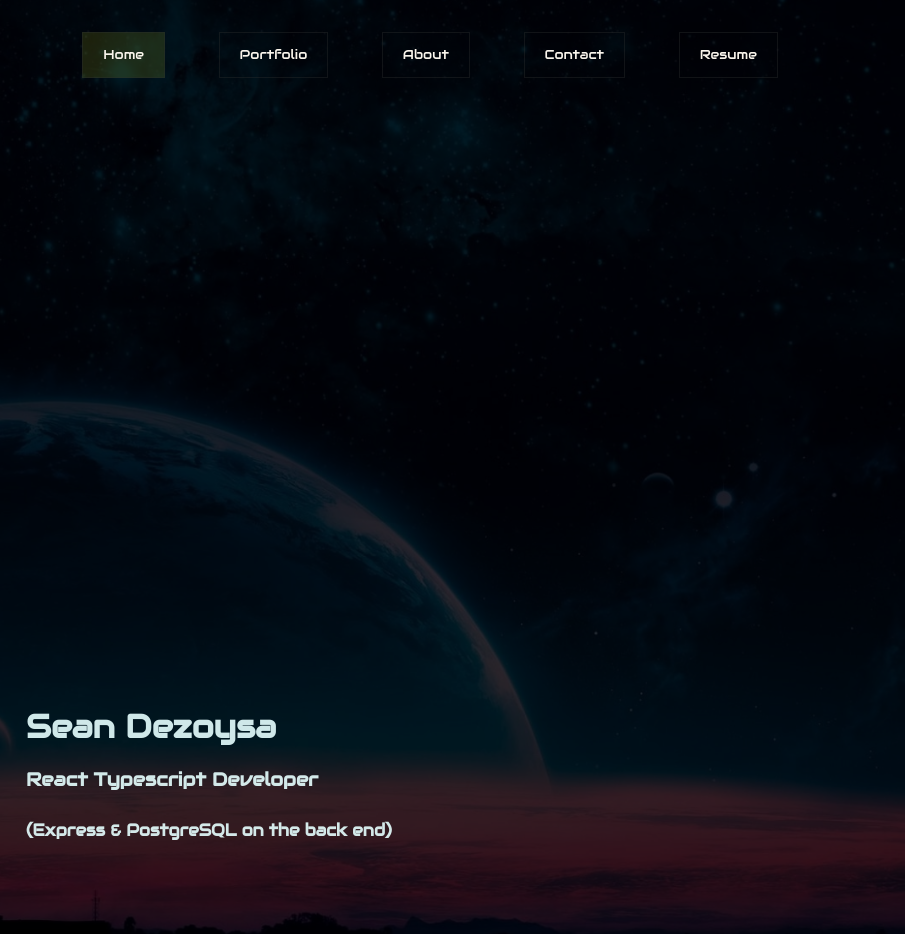 Home
Portfolio
About
Contact
Resume
Sean Dezoysa
React Typescript Developer
(Express & PostgreSQL on the back end)